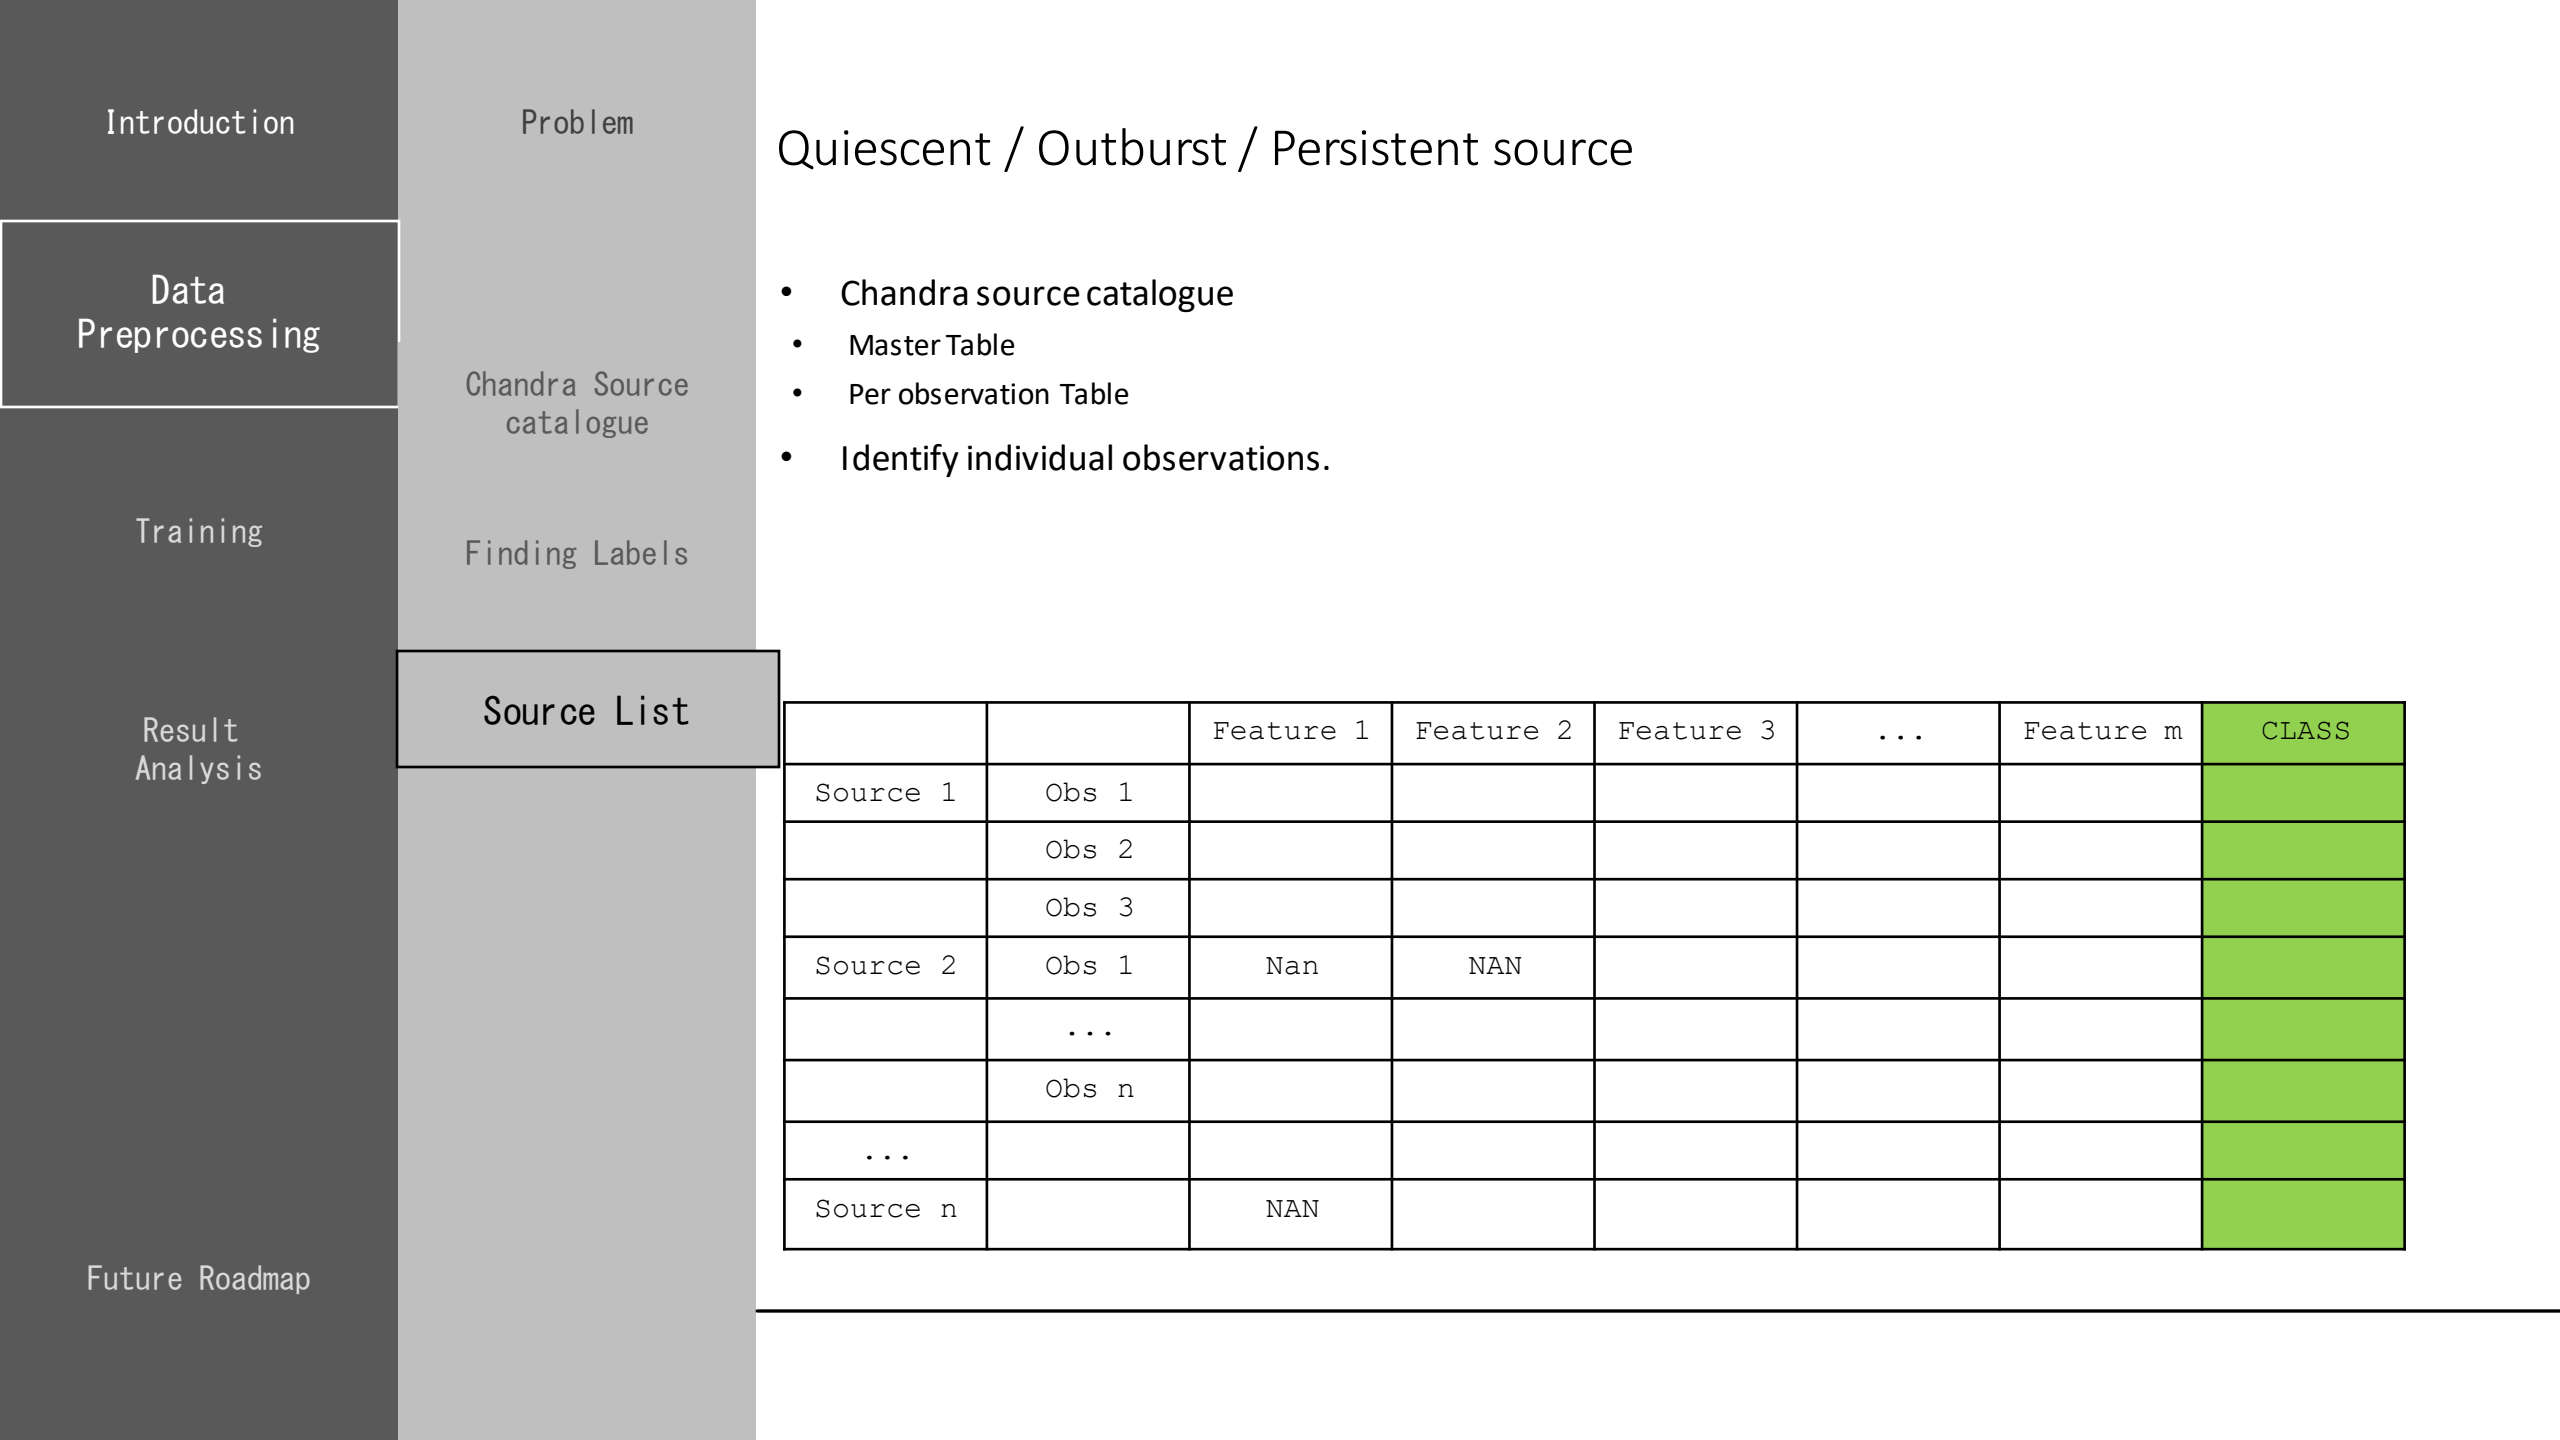 Introduction
Data
Preprocessing
Training
Result
Analysis
Future Roadmap
Problem
Chandra Source
catalogue
Finding Labels
Source List
Quiescent / Outburst / Persistent source
• Chandra source catalogue
• Master Table
• Per observation Table
• Identify individual observations.
Feature 1 Feature 2 Feature 3 ... Feature m CLASS
Source 1 Obs 1
Obs 2
Obs 3
Source 2 Obs 1 Nan NAN
...
Obs n
...
Source n NAN